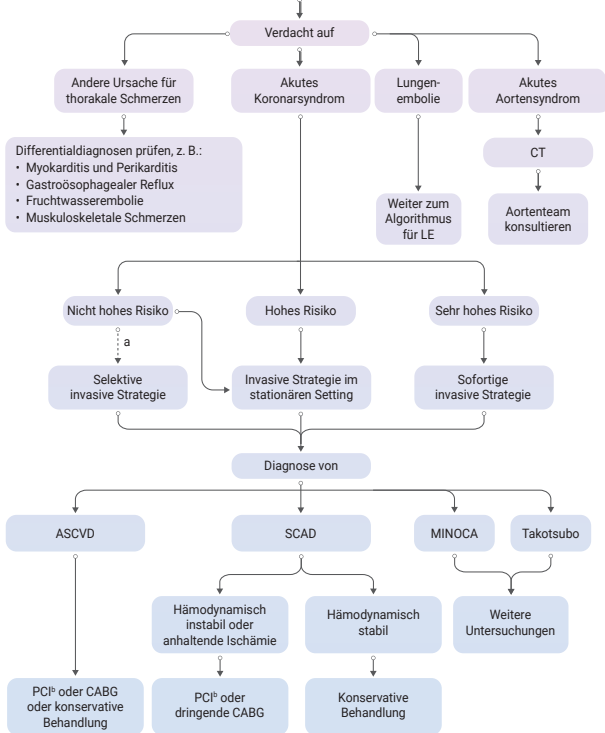 Verdacht auf
Andere Ursache für
thorakale Schmerzen
Akutes
Koronarsyndrom
Lungen-
embolie
Akutes
Aortensyndrom
Differentialdiagnosen prüfen, z. B.:
• Myokarditis und Perikarditis
• Gastroösophagealer Reflux
• Fruchtwasserembolie
• Muskuloskeletale Schmerzen
CT
Weiter zum
Algorithmus
für LE
Aortenteam
konsultieren
Nicht hohes Risiko
Hohes Risiko
Sehr hohes Risiko
a
Selektive
invasive Strategie
Invasive Strategie im
stationären Setting
Sofortige
invasive Strategie
Diagnose von
ASCVD
SCAD
MINOCA
Takotsubo
Hämodynamisch
instabil oder
anhaltende Ischämie
Hämodynamisch
stabil
Weitere
Untersuchungen
PCIᵇ oder CABG
oder konservative
Behandlung
PCIᵇ oder
dringende CABG
Konservative
Behandlung